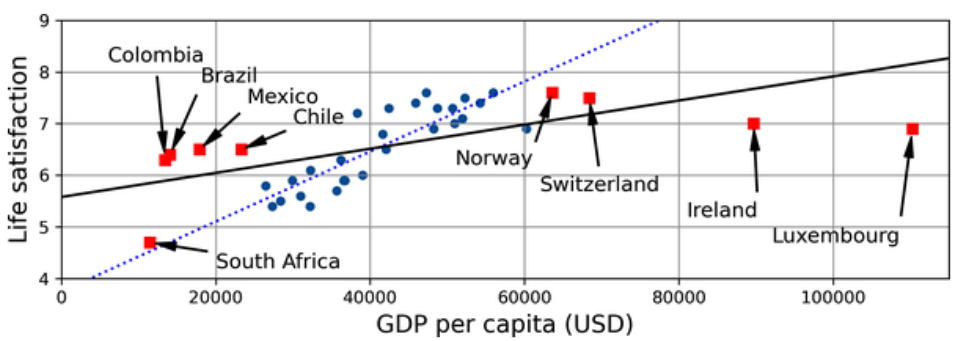 9
8
7
6
5
4
Life satisfaction
Colombia
Brazil
Mexico
Chile
Norway
Switzerland
Ireland
Luxembourg
South Africa
0 20000 40000 60000 80000 100000
GDP per capita (USD)